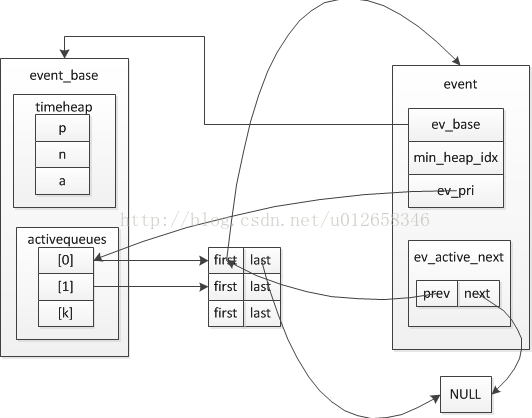 event_base
timeheap
p
n
a
activequeues
[0]
[1]
[k]
first last
first last
first last
event
ev_base
min_heap_idx
ev_pri
ev_active_next
prev next
NULL
http://blog.csdn.net/u012658346